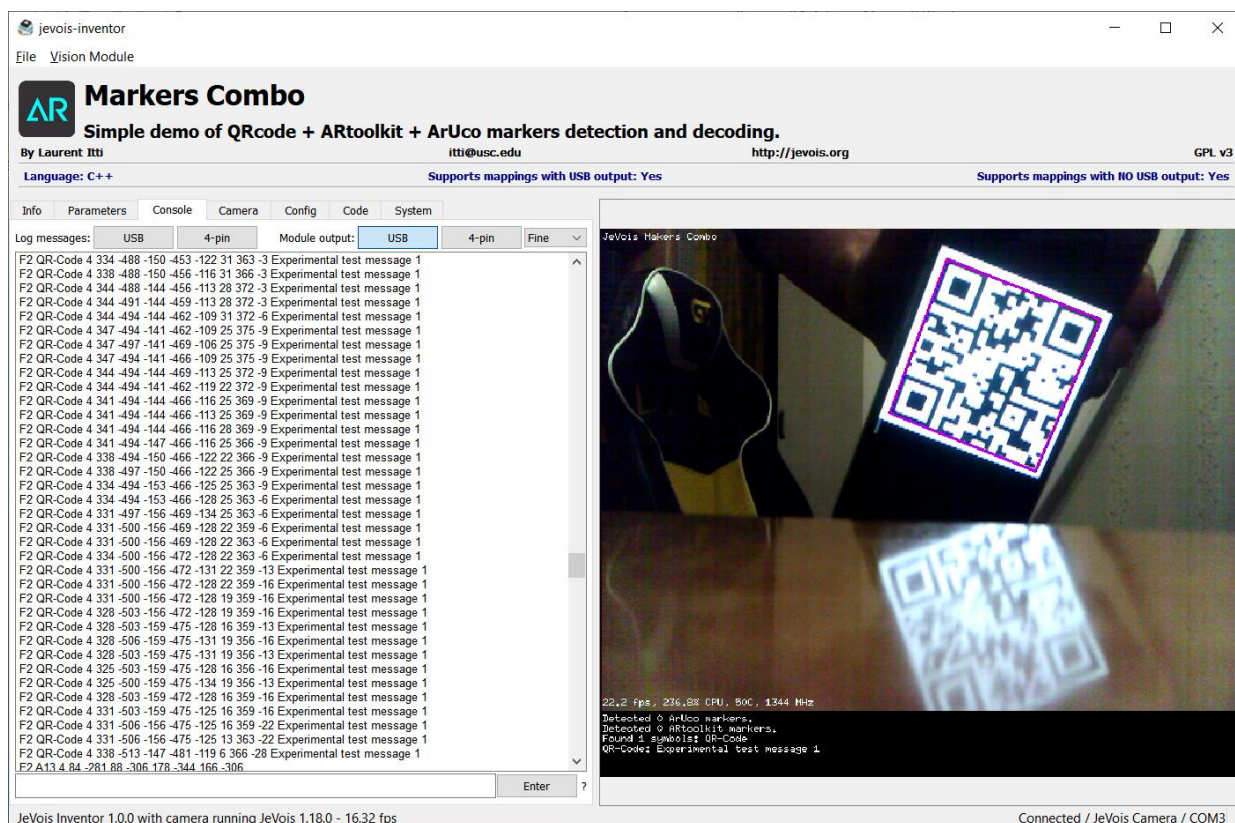 jevois-inventor
File Vision Module
AR
Markers Combo
Simple demo of QRcode + ARtoolkit + ArUco markers detection and decoding.
By Laurent Itti itti@usc.edu http://jevois.org GPL v3
Language: C++ Supports mappings with USB output: Yes Supports mappings with NO USB output: Yes
Info Parameters Console Camera Config Code System
Log messages: USB 4-pin Module output: USB 4-pin Fine
F2 QR-Code 4 334 -488 -150 -453 -122 31 363 -3 Experimental test message 1
F2 QR-Code 4 338 -488 -150 -456 -116 31 366 -3 Experimental test message 1
F2 QR-Code 4 344 -488 -144 -456 -113 28 372 -3 Experimental test message 1
F2 QR-Code 4 344 -491 -144 -459 -113 28 372 -3 Experimental test message 1
F2 QR-Code 4 344 -494 -144 -462 -109 31 372 -6 Experimental test message 1
F2 QR-Code 4 347 -494 -141 -462 -109 25 375 -9 Experimental test message 1
F2 QR-Code 4 347 -497 -141 -469 -106 25 375 -9 Experimental test message 1
F2 QR-Code 4 347 -494 -141 -466 -109 25 375 -9 Experimental test message 1
F2 QR-Code 4 344 -494 -144 -469 -113 25 372 -9 Experimental test message 1
F2 QR-Code 4 344 -494 -141 -462 -119 22 372 -9 Experimental test message 1
F2 QR-Code 4 341 -494 -144 -466 -116 25 369 -9 Experimental test message 1
F2 QR-Code 4 341 -494 -144 -466 -113 25 369 -9 Experimental test message 1
F2 QR-Code 4 341 -494 -144 -466 -116 28 369 -9 Experimental test message 1
F2 QR-Code 4 341 -494 -147 -466 -116 25 366 -9 Experimental test message 1
F2 QR-Code 4 338 -494 -150 -466 -122 22 366 -9 Experimental test message 1
F2 QR-Code 4 338 -497 -150 -466 -122 25 366 -9 Experimental test message 1
F2 QR-Code 4 334 -494 -153 -466 -125 25 363 -9 Experimental test message 1
F2 QR-Code 4 334 -494 -153 -466 -128 25 363 -6 Experimental test message 1
F2 QR-Code 4 331 -497 -156 -469 -134 25 363 -6 Experimental test message 1
F2 QR-Code 4 331 -500 -156 -469 -128 22 359 -6 Experimental test message 1
F2 QR-Code 4 331 -500 -156 -469 -128 22 363 -6 Experimental test message 1
F2 QR-Code 4 334 -500 -156 -472 -128 22 363 -6 Experimental test message 1
F2 QR-Code 4 331 -500 -156 -472 -131 22 359 -13 Experimental test message 1
F2 QR-Code 4 331 -500 -156 -472 -128 22 359 -16 Experimental test message 1
F2 QR-Code 4 331 -500 -156 -472 -128 19 359 -16 Experimental test message 1
F2 QR-Code 4 328 -503 -156 -472 -128 19 359 -16 Experimental test message 1
F2 QR-Code 4 328 -503 -159 -475 -128 16 359 -13 Experimental test message 1
F2 QR-Code 4 328 -506 -159 -475 -131 19 356 -16 Experimental test message 1
F2 QR-Code 4 328 -503 -159 -475 -131 19 356 -13 Experimental test message 1
F2 QR-Code 4 325 -503 -159 -475 -128 16 356 -16 Experimental test message 1
F2 QR-Code 4 325 -500 -159 -475 -134 19 356 -13 Experimental test message 1
F2 QR-Code 4 328 -503 -159 -472 -128 16 359 -16 Experimental test message 1
F2 QR-Code 4 331 -503 -159 -475 -125 16 359 -16 Experimental test message 1
F2 QR-Code 4 331 -506 -156 -475 -125 16 359 -22 Experimental test message 1
F2 QR-Code 4 331 -506 -156 -475 -125 13 363 -22 Experimental test message 1
F2 QR-Code 4 338 -513 -147 -481 -119 6 366 -28 Experimental test message 1
F2 A13 4 84 -281 88 -306 178 -344 166 -306
Enter ?
JeVois Makers Combo
22.2 fps, 236.8% CPU, 50C, 1344 MHz
Detected 0 ArUco markers.
Detected 0 ARtoolkit markers.
Found 1 symbols: QR-Code
QR-Code: Experimental test message 1
JeVois Inventor 1.0.0 with camera running JeVois 1.18.0 - 16.32 fps Connected / JeVois Camera / COM3